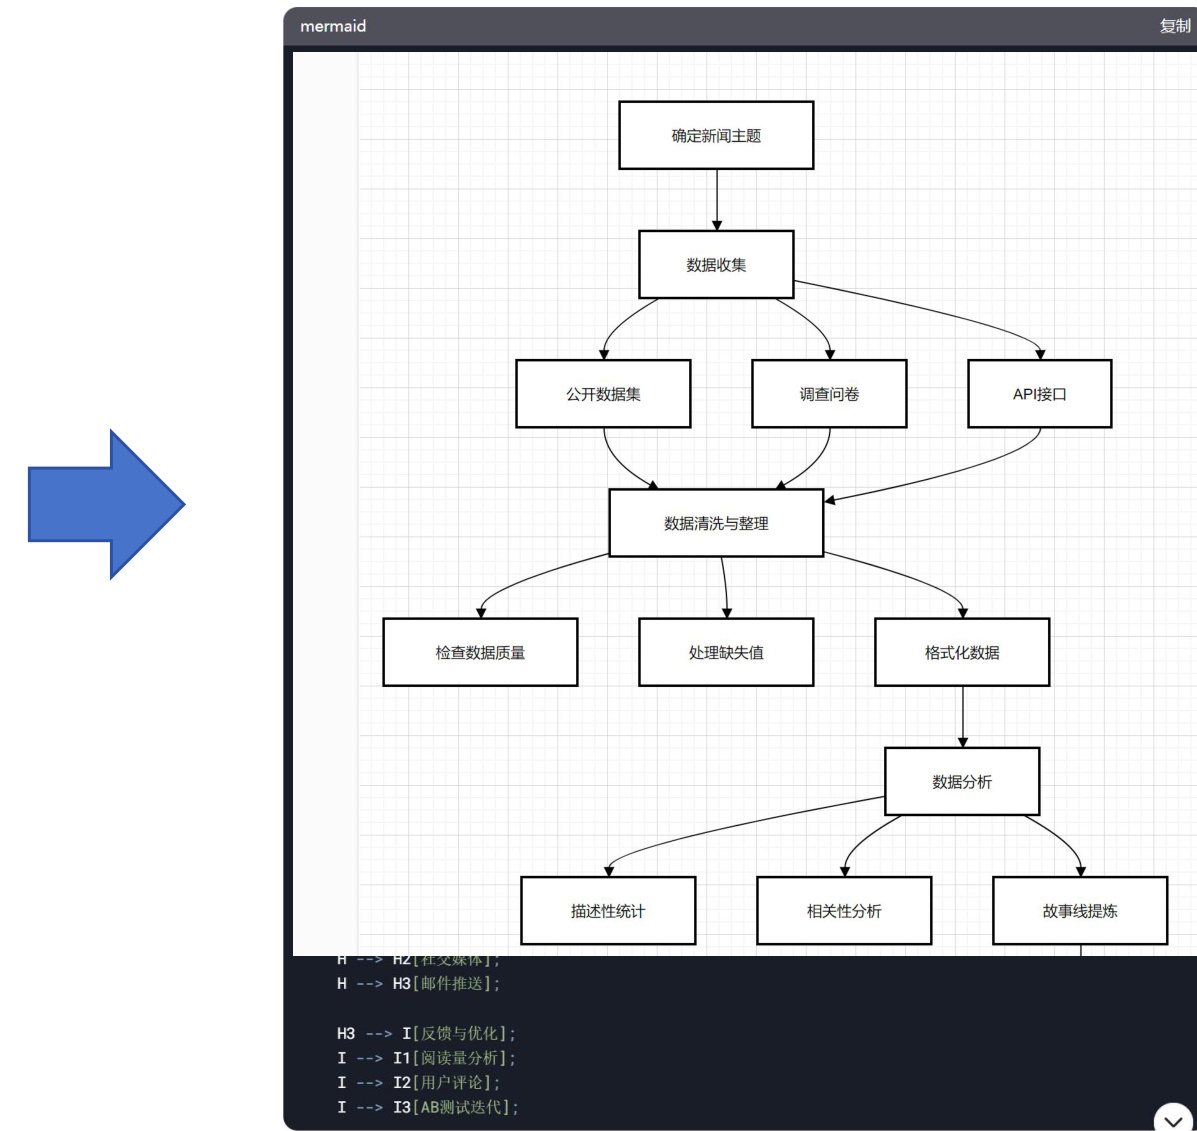 mermaid 复制
确定新闻主题
数据收集
公开数据集 调查问卷 API接口
数据清洗与整理
检查数据质量 处理缺失值 格式化数据
数据分析
描述性统计 相关性分析 故事线提炼
H --> H2[社交媒体];
H --> H3[邮件推送];
H3 --> I[反馈与优化];
I --> I1[阅读量分析];
I --> I2[用户评论];
I --> I3[AB测试迭代];